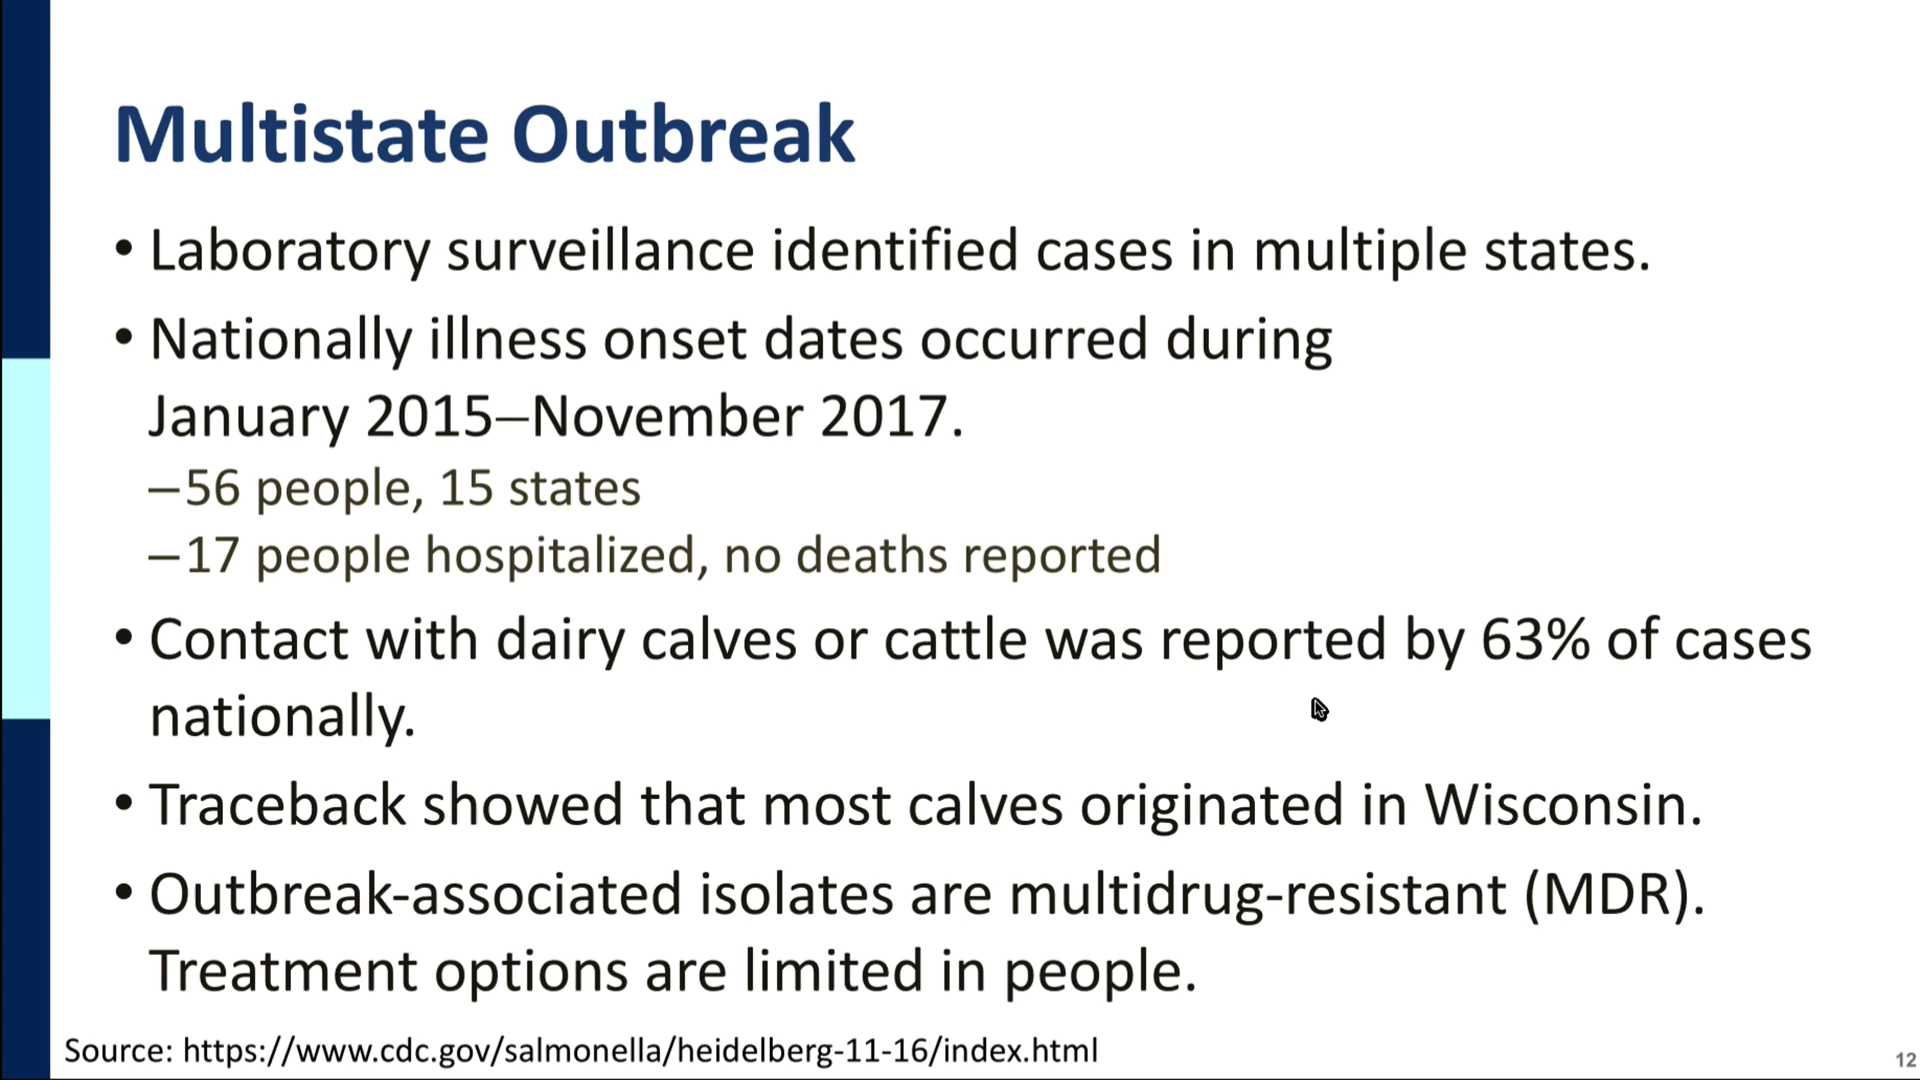 Multistate Outbreak
• Laboratory surveillance identified cases in multiple states.
• Nationally illness onset dates occurred during
January 2015–November 2017.
–56 people, 15 states
–17 people hospitalized, no deaths reported
• Contact with dairy calves or cattle was reported by 63% of cases
nationally.
• Traceback showed that most calves originated in Wisconsin.
• Outbreak-associated isolates are multidrug-resistant (MDR).
Treatment options are limited in people.
Source: https://www.cdc.gov/salmonella/heidelberg-11-16/index.html
12